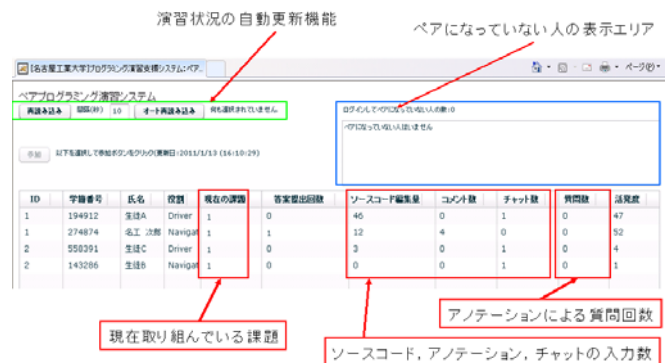 演習状況の自動更新機能
ペアになっていない人の表示エリア
[名古屋工業大学]プログラミング演習支援システム:ペア...
ページ(P)
ペアプログラミング演習システム
再読み込み 間隔(秒) 10 オート再読み込み 何も選択されていません
ログインしてペアになっていない人の数:0
ペアになっていない人はいません
参加 以下を選択して参加ボタンをクリック(更新日:2011/1/13 (16:10:29)
ID 学籍番号 氏名 役割 現在の課題 答案提出回数 ソースコード編集量 コメント数 チャット数 質問数 活発度
1 194912 生徒A Driver 1 0 46 0 1 0 47
1 274874 名工 次郎 Navigat 1 1 12 4 0 0 52
2 550391 生徒C Driver 1 0 3 0 1 0 4
2 143286 生徒B Navigat 1 0 0 0 1 0 1
アノテーションによる質問回数
現在取り組んでいる課題
ソースコード, アノテーション, チャットの入力数